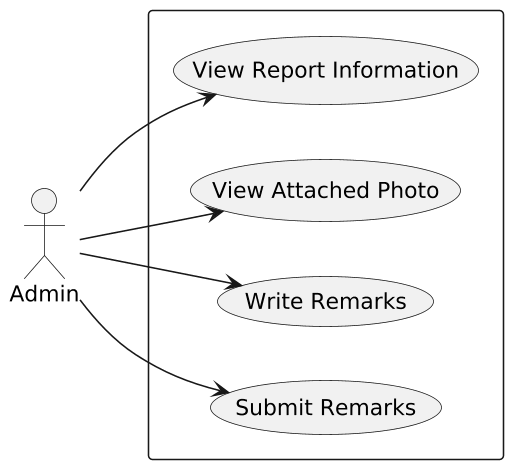 View Report Information
View Attached Photo
Admin
Write Remarks
Submit Remarks